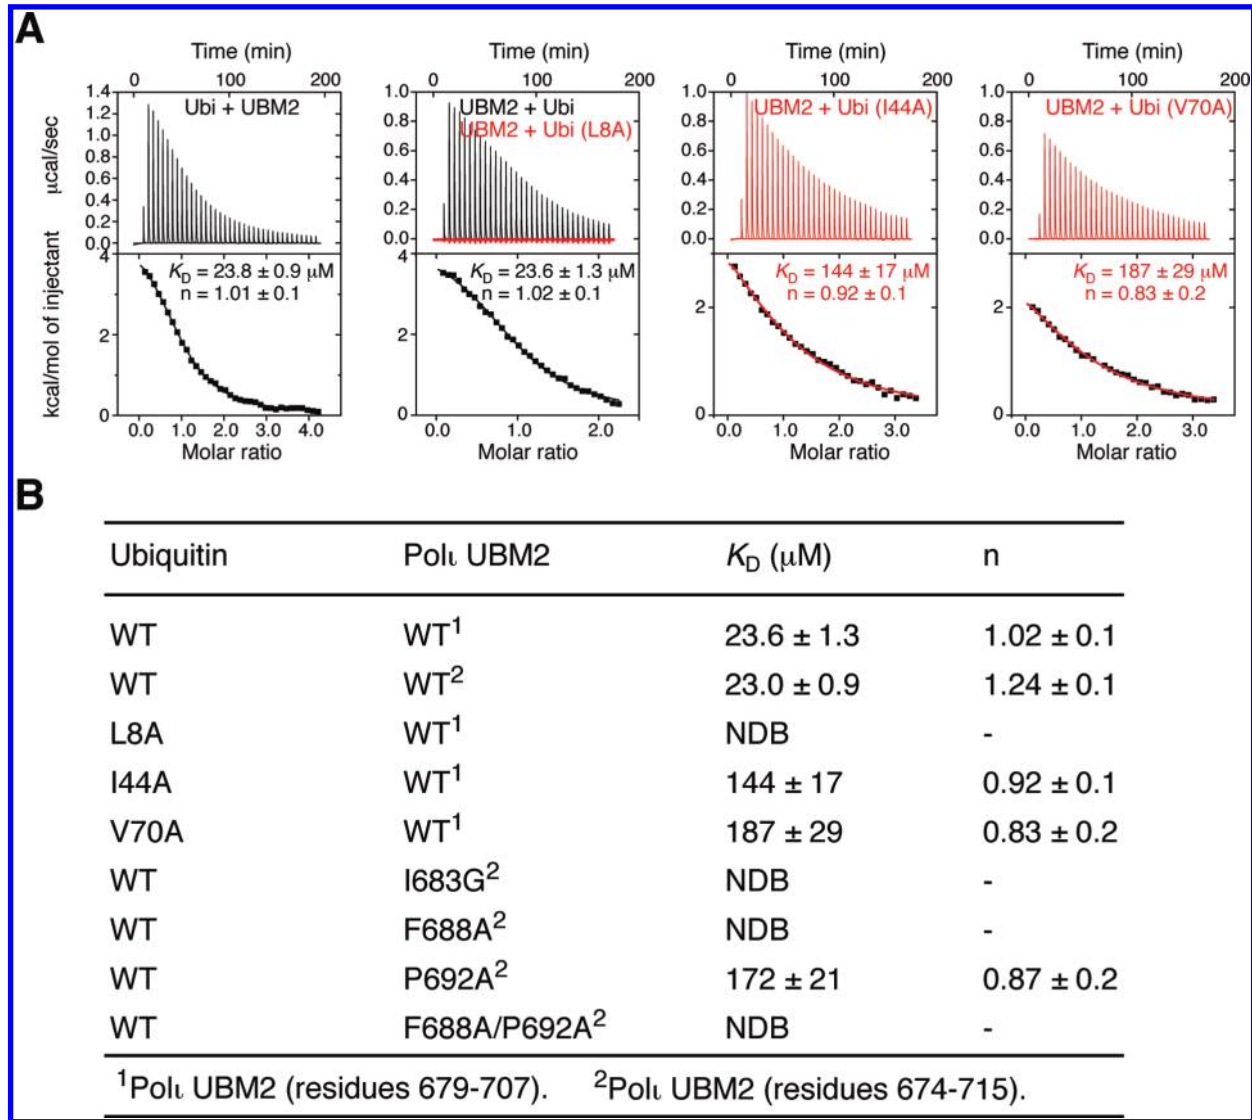 A
Time (min)
0 100 200
Time (min)
0 100 200
Time (min)
0 100 200
Time (min)
0 100 200
µcal/sec
1.4
1.2
1.0
0.8
0.6
0.4
0.2
0.0
Ubi + UBM2
1.0
0.8
0.6
0.4
0.2
0.0
UBM2 + Ubi
UBM2 + Ubi (L8A)
1.0
0.8
0.6
0.4
0.2
0.0
UBM2 + Ubi (I44A)
1.0
0.8
0.6
0.4
0.2
0.0
UBM2 + Ubi (V70A)
kcal/mol of injectant
4
2
0
K_D = 23.8 ± 0.9 µM
n = 1.01 ± 0.1
0.0 1.0 2.0 3.0 4.0
Molar ratio
4
2
0
K_D = 23.6 ± 1.3 µM
n = 1.02 ± 0.1
0.0 1.0 2.0
Molar ratio
2
0
K_D = 144 ± 17 µM
n = 0.92 ± 0.1
0.0 1.0 2.0 3.0
Molar ratio
2
0
K_D = 187 ± 29 µM
n = 0.83 ± 0.2
0.0 1.0 2.0 3.0
Molar ratio
B
Ubiquitin Polι UBM2 K_D (µM) n
WT WT¹ 23.6 ± 1.3 1.02 ± 0.1
WT WT² 23.0 ± 0.9 1.24 ± 0.1
L8A WT¹ NDB -
I44A WT¹ 144 ± 17 0.92 ± 0.1
V70A WT¹ 187 ± 29 0.83 ± 0.2
WT I683G² NDB -
WT F688A² NDB -
WT P692A² 172 ± 21 0.87 ± 0.2
WT F688A/P692A² NDB -
¹Polι UBM2 (residues 679-707). ²Polι UBM2 (residues 674-715).